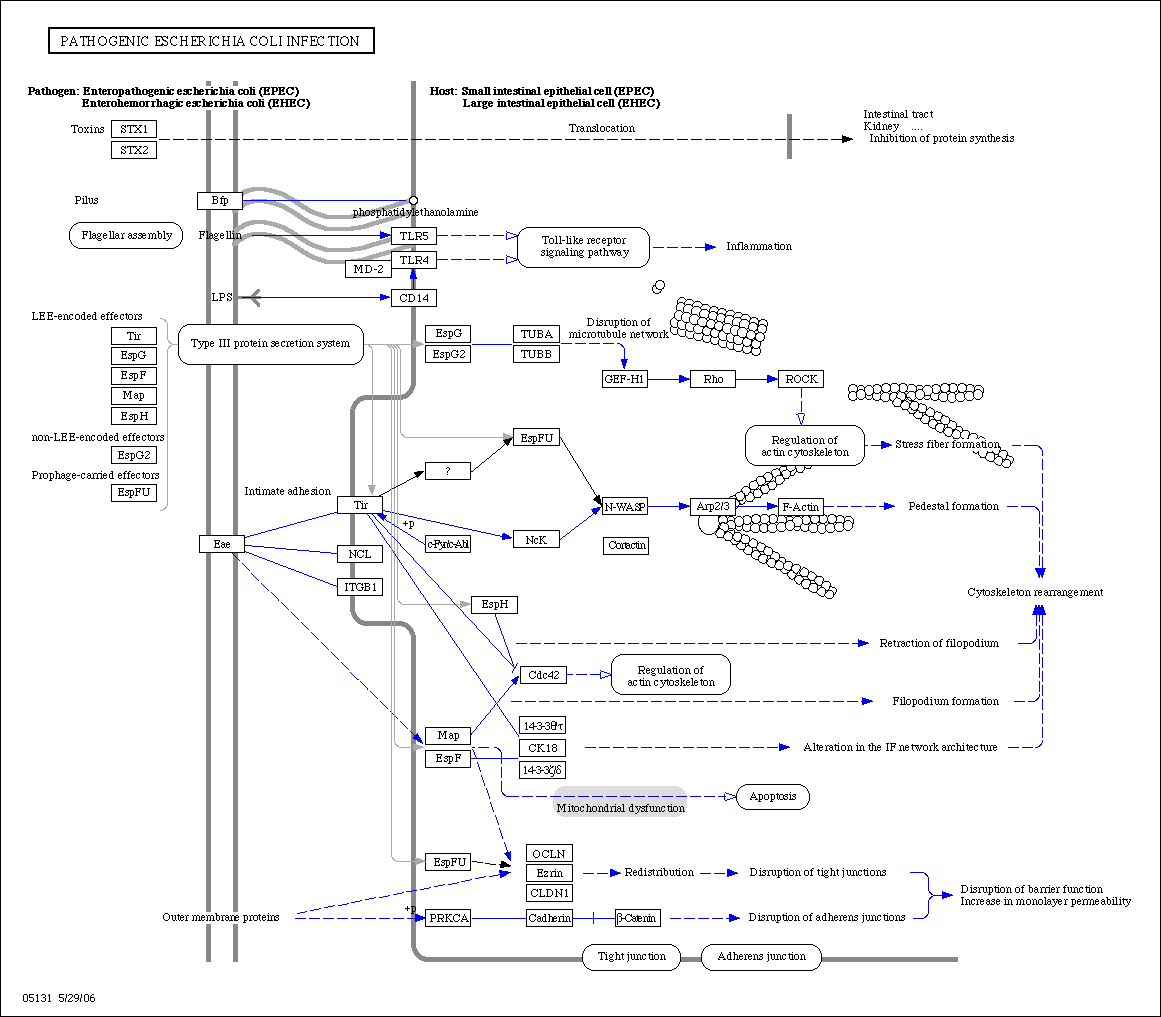 PATHOGENIC ESCHERICHIA COLI INFECTION
Pathogen: Enteropathogenic escherichia coli (EPEC)
Enterohemorrhagic escherichia coli (EHEC)
Host: Small intestinal epithelial cell (EPEC)
Large intestinal epithelial cell (EHEC)
Toxins
STX1
STX2
Translocation
Intestinal tract
Kidney ....
Inhibition of protein synthesis
Pilus
Bfp
phosphatidylethanolamine
Flagellar assembly
Flagellin
TLR5
TLR4
MD-2
Toll-like receptor
signaling pathway
Inflammation
LPS
CD14
LEE-encoded effectors
Tir
EspG
EspF
Map
EspH
non-LEE-encoded effectors
EspG2
Prophage-carried effectors
EspFU
Type III protein secretion system
EspG
EspG2
TUBA
TUBB
Disruption of
microtubule network
GEF-H1
Rho
ROCK
Regulation of
actin cytoskeleton
Stress fiber formation
EspFU
?
Intimate adhesion
Tir
+p
c-Fyn/c-Abl
NcK
N-WASP
Cortactin
Arp2/3
F-Actin
Pedestal formation
Eae
NCL
ITGB1
Cytoskeleton rearrangement
EspH
Retraction of filopodium
Cdc42
Regulation of
actin cytoskeleton
Filopodium formation
Map
EspF
14-3-3θ/τ
CK18
14-3-3ζ/δ
Alteration in the IF network architecture
Mitochondrial dysfunction
Apoptosis
EspFU
OCLN
Ezrin
CLDN1
Redistribution
Disruption of tight junctions
Disruption of barrier function
Increase in monolayer permeability
Outer membrane proteins
+p
PRKCA
Cadherin
β-Catenin
Disruption of adherens junctions
Tight junction
Adherens junction
05131 5/29/06